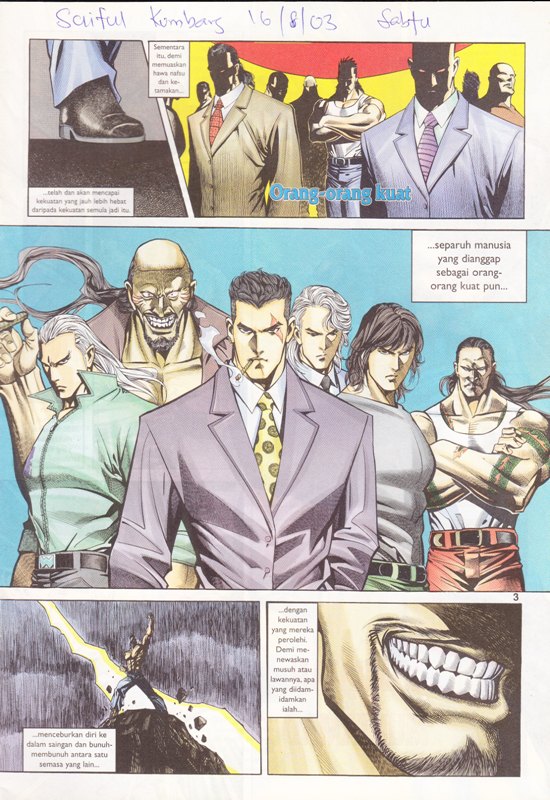 Saiful Kumbang 16/8/03 Sabtu
Sementara
itu, demi
memuaskan
hawa nafsu
dan ke-
tamakan...
...selah dan akan mencapai
kekuatan yang jauh lebih hebat
daripada kekuatan semula jadi itu.
Orang-orang kuat
...separuh manusia
yang dianggap
sebagai orang-
orang kuat pun...
3
...menceburkan diri ke
dalam saingan dan bunuh-
membunuh antara satu
semasa yang lain...
...dengan
kekuatan
yang mereka
perolehi.
Demi me-
newaskan
musuh atau
lawannya, apa
yang diidam-
idamkan
ialah...